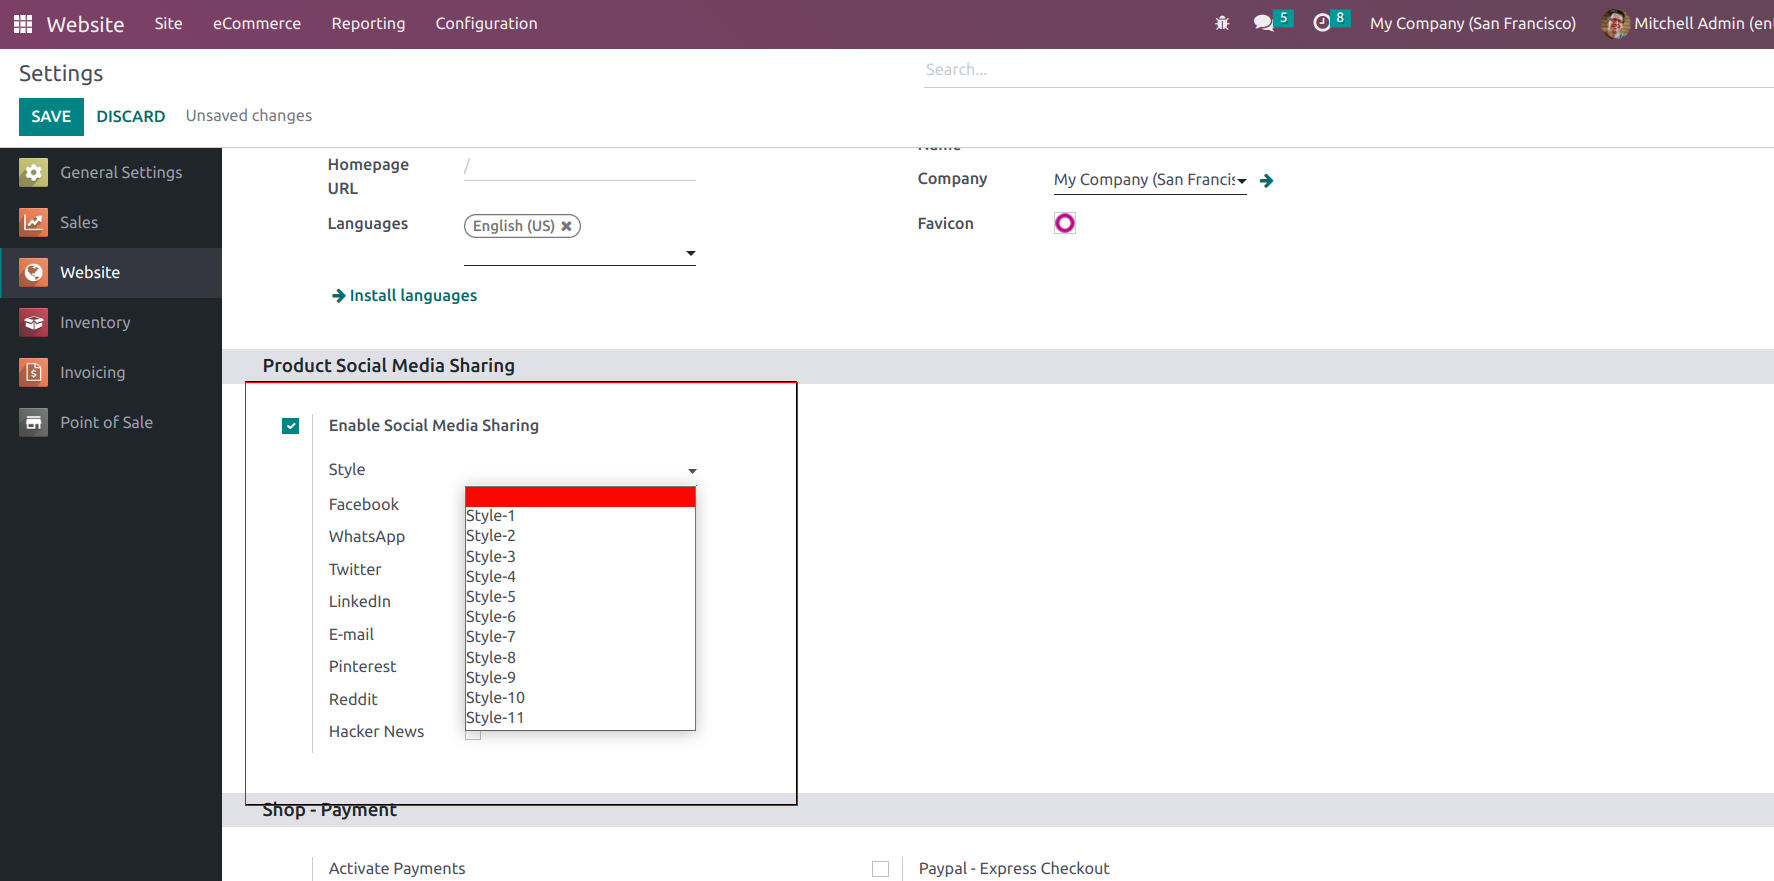 Website Site eCommerce Reporting Configuration 5 8 My Company (San Francisco) Mitchell Admin (en
Settings
Search...
SAVE DISCARD Unsaved changes
General Settings
Sales
Website
Inventory
Invoicing
Point of Sale
Homepage URL /
Company My Company (San Francis
Languages English (US) ✖
Favicon
Install languages
Product Social Media Sharing
Enable Social Media Sharing
Style
Facebook
WhatsApp
Twitter
LinkedIn
E-mail
Pinterest
Reddit
Hacker News
Style-1
Style-2
Style-3
Style-4
Style-5
Style-6
Style-7
Style-8
Style-9
Style-10
Style-11
Shop - Payment
Activate Payments
Paypal - Express Checkout